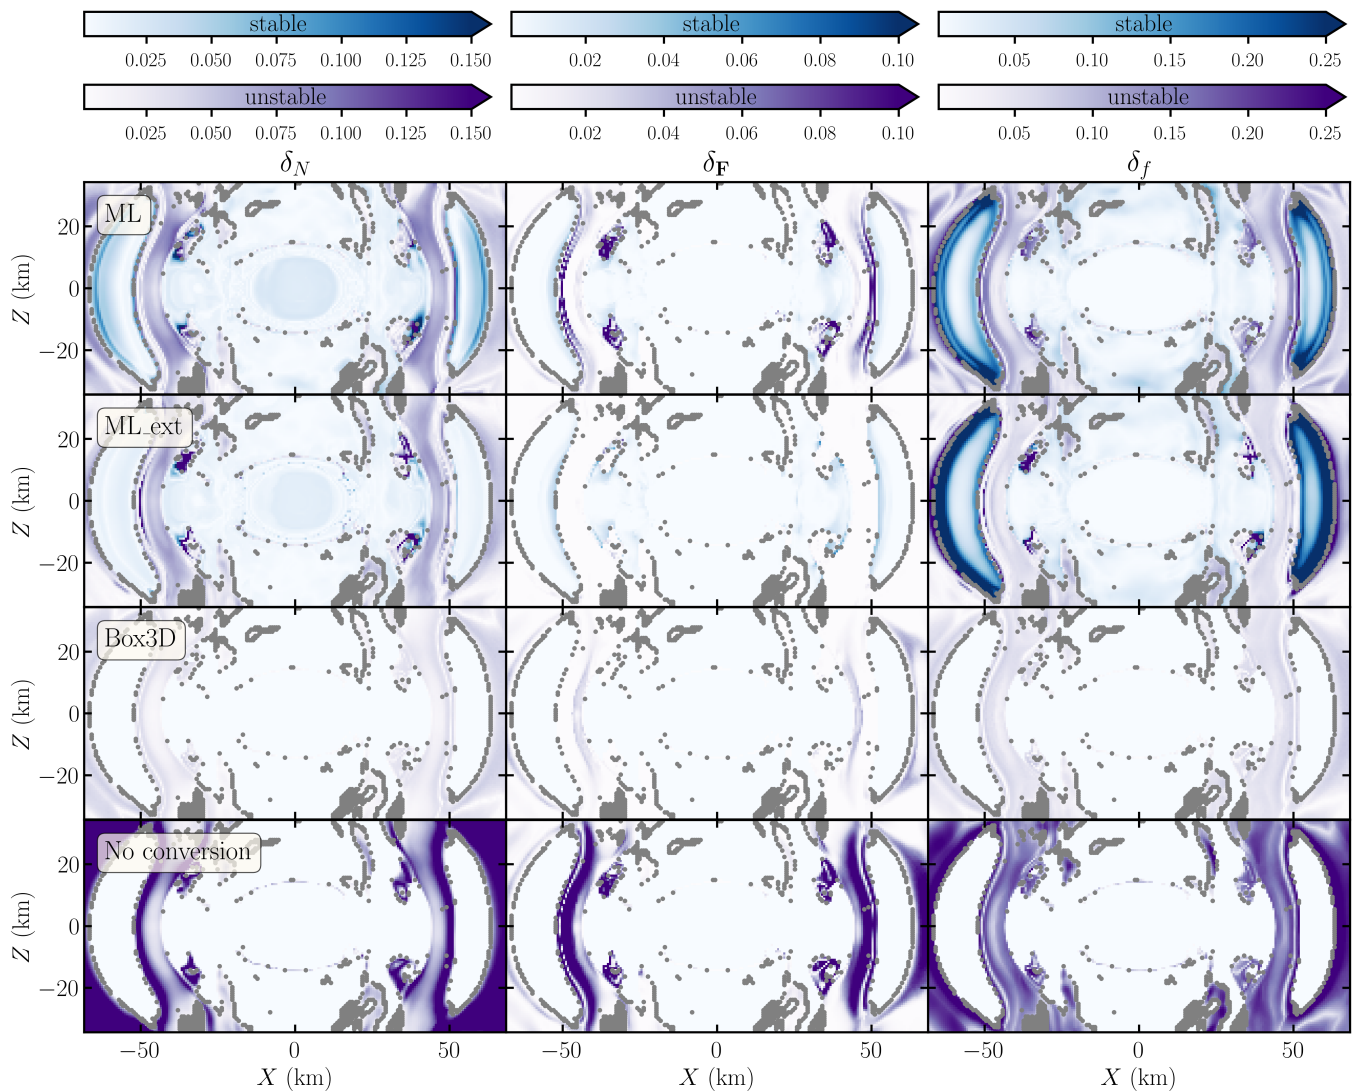 stable stable stable
0.025 0.050 0.075 0.100 0.125 0.150 0.02 0.04 0.06 0.08 0.10 0.05 0.10 0.15 0.20 0.25
unstable unstable unstable
0.025 0.050 0.075 0.100 0.125 0.150 0.02 0.04 0.06 0.08 0.10 0.05 0.10 0.15 0.20 0.25
δ_N δ_F δ_f
ML
20
0
−20
Z (km)
ML ext
20
0
−20
Z (km)
Box3D
20
0
−20
Z (km)
No conversion
20
0
−20
Z (km)
−50 0 50 −50 0 50 −50 0 50
X (km) X (km) X (km)